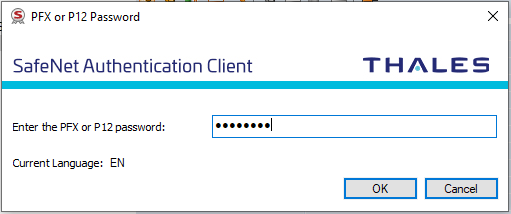 PFX or P12 Password
SafeNet Authentication Client
THALES
Enter the PFX or P12 password:
••••••••
Current Language: EN
OK
Cancel